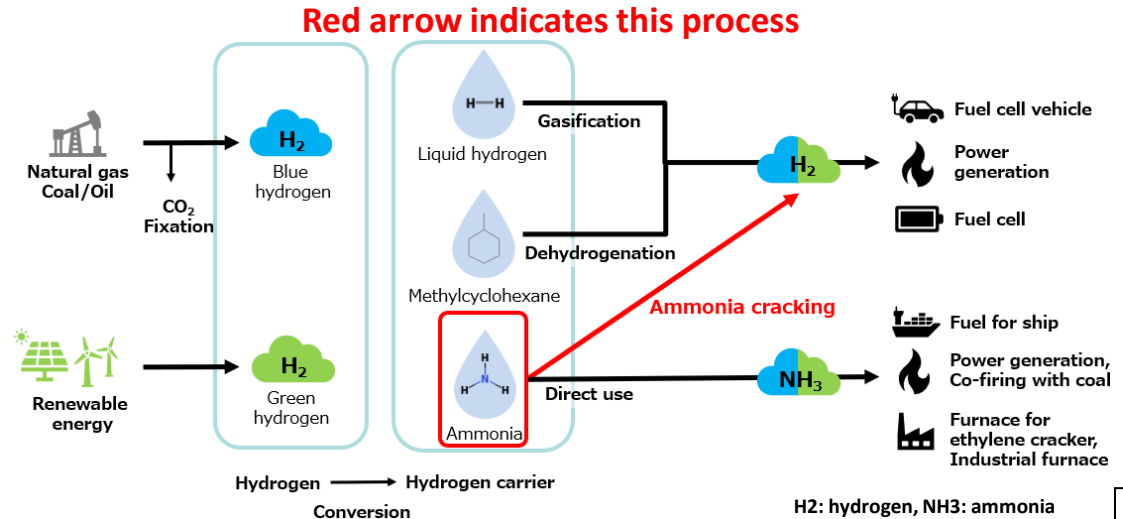 Red arrow indicates this process
Natural gas
Coal/Oil
CO₂
Fixation
H₂
Blue
hydrogen
Renewable
energy
H₂
Green
hydrogen
H—H
Liquid hydrogen
Gasification
Methylcyclohexane
Dehydrogenation
H
N
H
H
Ammonia
Ammonia cracking
Direct use
H₂
NH₃
Fuel cell vehicle
Power
generation
Fuel cell
Fuel for ship
Power generation,
Co-firing with coal
Furnace for
ethylene cracker,
Industrial furnace
Hydrogen
Hydrogen carrier
Conversion
H2: hydrogen, NH3: ammonia